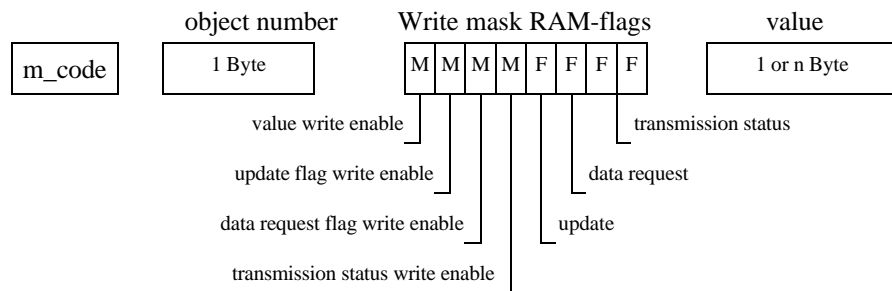 object number Write mask RAM-flags value
m_code 1 Byte M M M M F F F F 1 or n Byte
value write enable transmission status
update flag write enable data request
data request flag write enable update
transmission status write enable